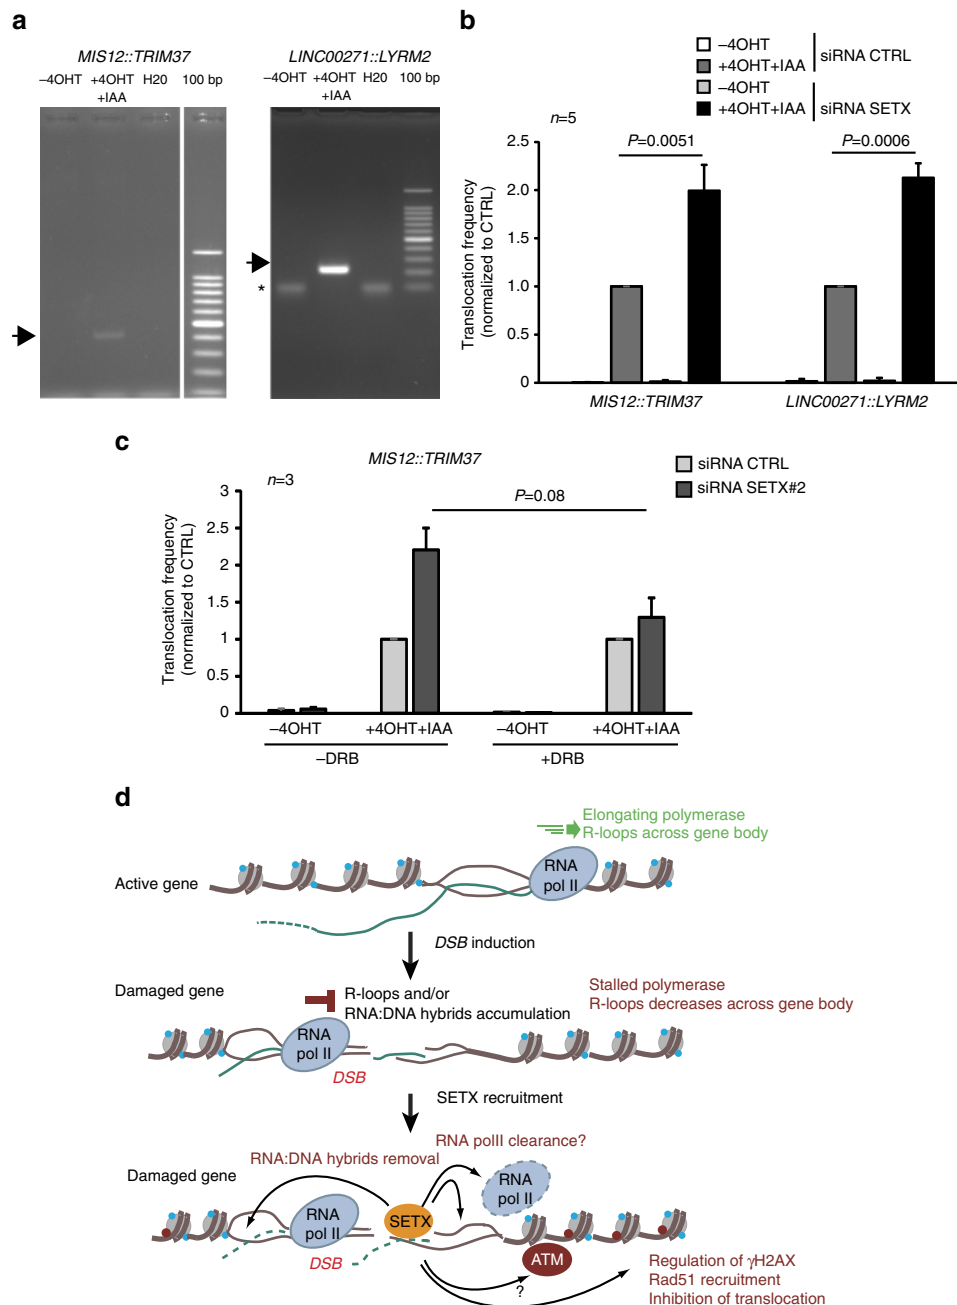 a
MIS12::TRIM37
–4OHT +4OHT H20 100 bp
+IAA
LINC00271::LYRM2
–4OHT +4OHT H20 100 bp
+IAA
*
b
–4OHT
+4OHT+IAA
siRNA CTRL
–4OHT
+4OHT+IAA
siRNA SETX
n=5
P=0.0051
P=0.0006
Translocation frequency
(normalized to CTRL)
2.5
2.0
1.5
1.0
0.5
0
MIS12::TRIM37
LINC00271::LYRM2
c
MIS12::TRIM37
siRNA CTRL
siRNA SETX#2
n=3
P=0.08
Translocation frequency
(normalized to CTRL)
3
2.5
2
1.5
1
0.5
0
–4OHT
+4OHT+IAA
–4OHT
+4OHT+IAA
–DRB
+DRB
d
Elongating polymerase
R-loops across gene body
RNA
pol II
Active gene
DSB induction
Damaged gene
R-loops and/or
RNA:DNA hybrids accumulation
Stalled polymerase
R-loops decreases across gene body
RNA
pol II
DSB
SETX recruitment
RNA polII clearance?
RNA:DNA hybrids removal
Damaged gene
RNA
pol II
RNA
pol II
SETX
DSB
ATM
?
Regulation of γH2AX
Rad51 recruitment
Inhibition of translocation